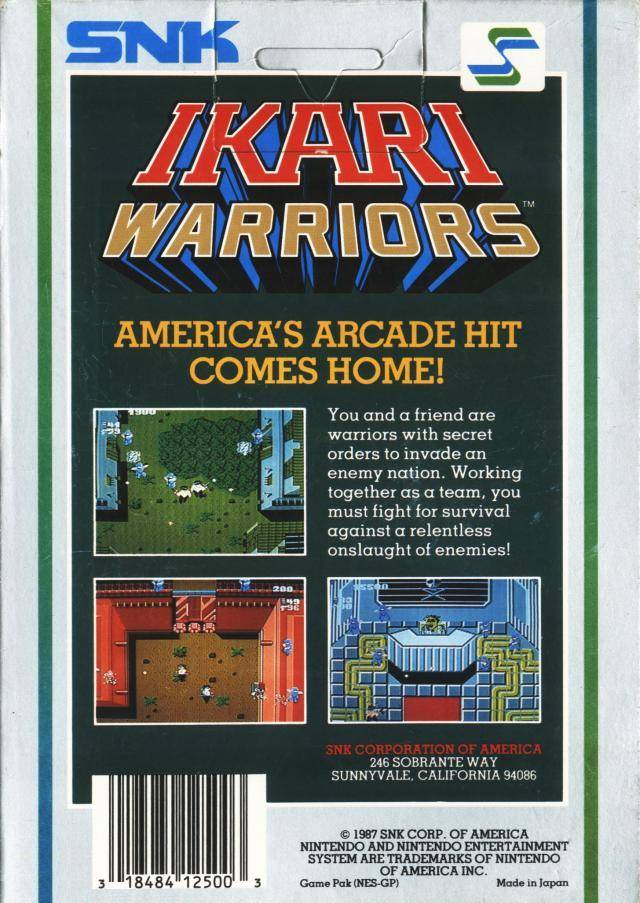 SNK
S
IKARI
WARRIORS™
AMERICA'S ARCADE HIT
COMES HOME!
You and a friend are
warriors with secret
orders to invade an
enemy nation. Working
together as a team, you
must fight for survival
against a relentless
onslaught of enemies!
1900
200
SNK CORPORATION OF AMERICA
246 SOBRANTE WAY
SUNNYVALE, CALIFORNIA 94086
3 18484 12500 3
© 1987 SNK CORP. OF AMERICA
NINTENDO AND NINTENDO ENTERTAINMENT
SYSTEM ARE TRADEMARKS OF NINTENDO
OF AMERICA INC.
Game Pak (NES-GP) Made in Japan